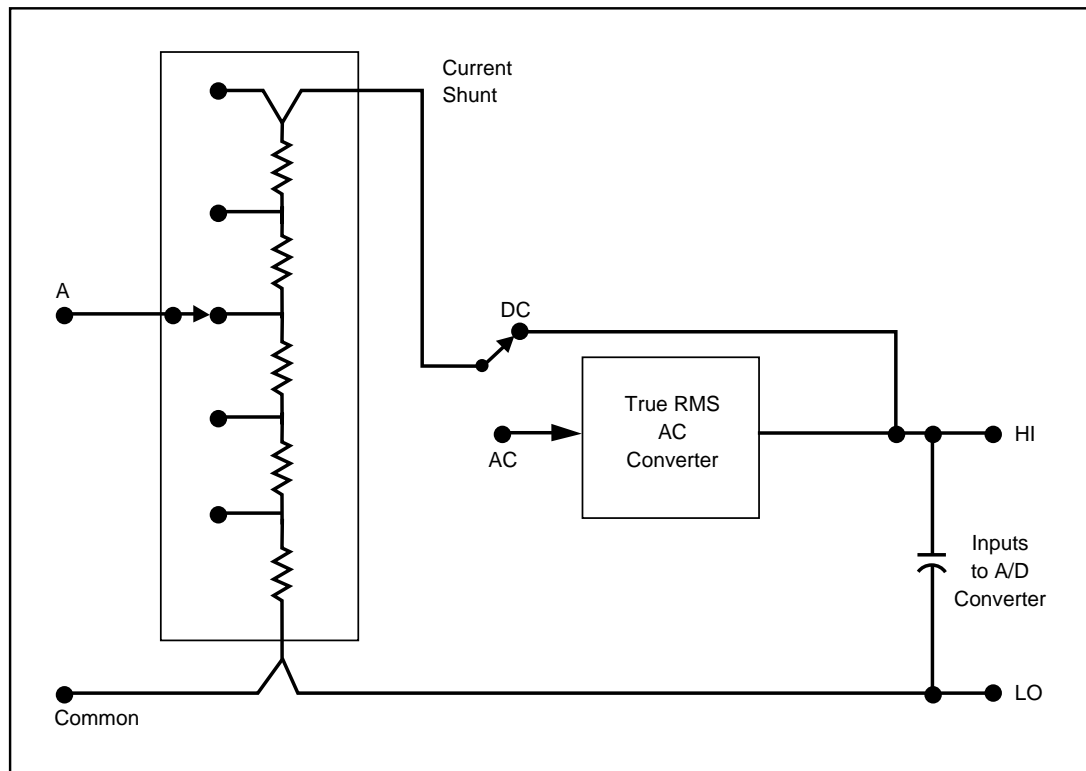 Current
Shunt
A
DC
True RMS
AC
Converter
AC
HI
Inputs
to A/D
Converter
LO
Common